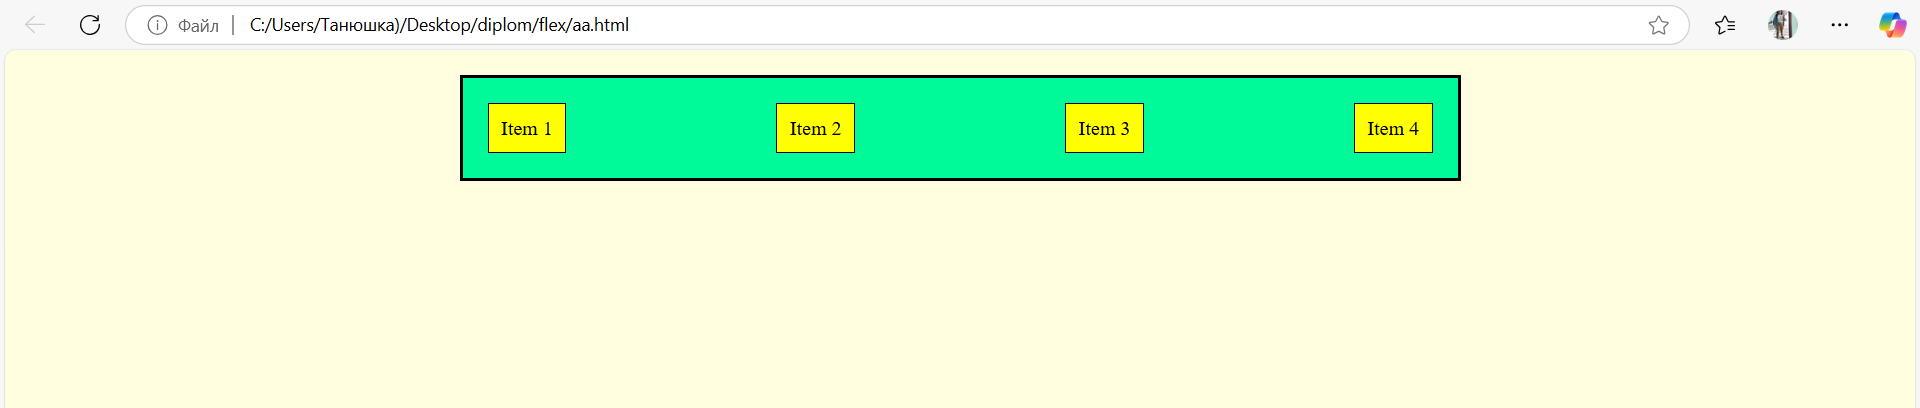 Файл C:/Users/Танюшка)/Desktop/diplom/flex/aa.html
Item 1 Item 2 Item 3 Item 4